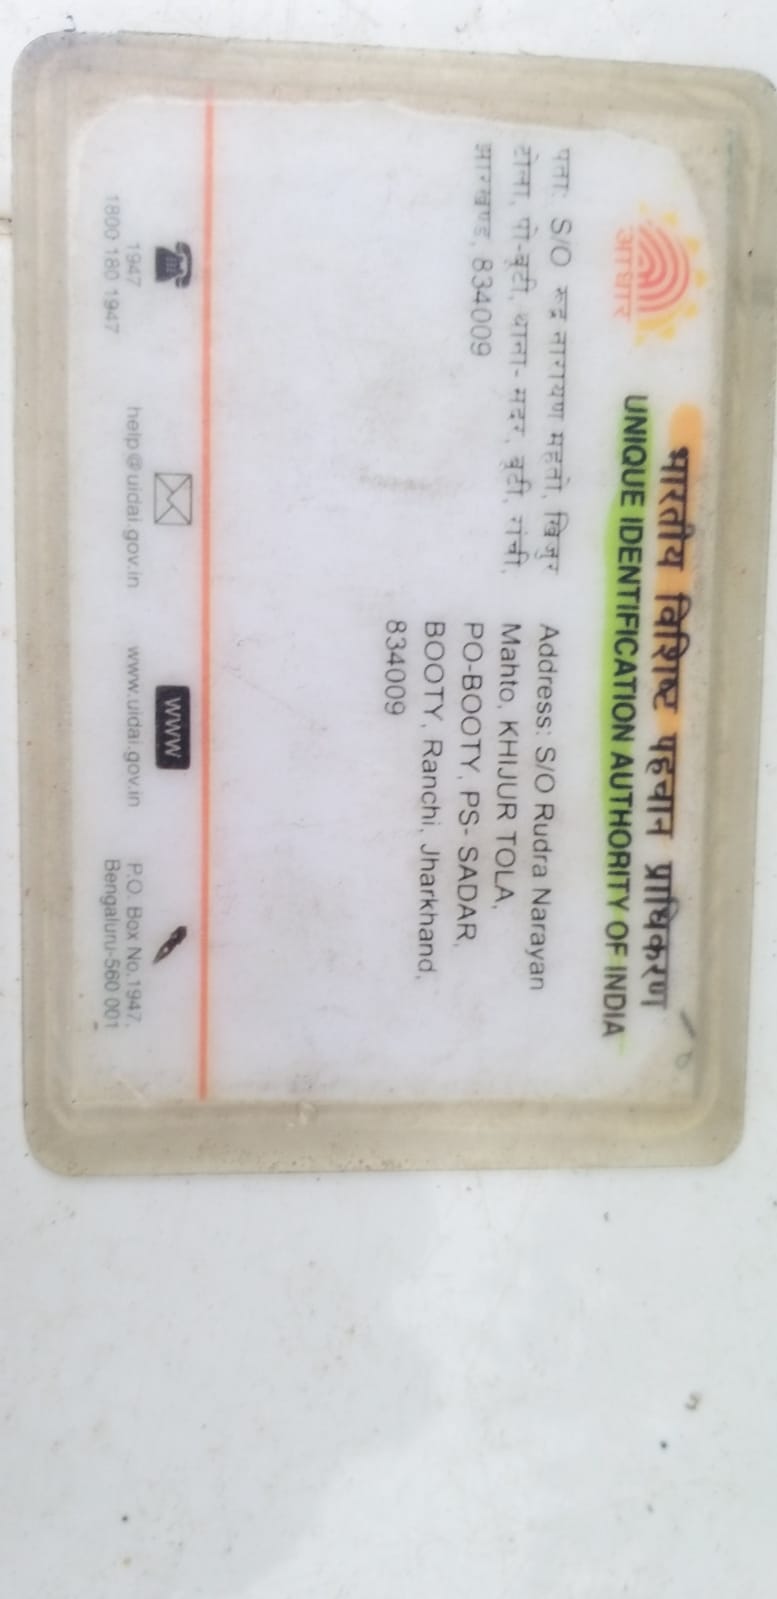 भारतीय विशिष्ट पहचान प्राधिकरण
UNIQUE IDENTIFICATION AUTHORITY OF INDIA
आधार
पता: S/O रूद्र नारायण महतो, खिजुर
टोला, पो-बूटी, थाना- सदर, बूटी, रांची,
झारखण्ड, 834009
Address: S/O Rudra Narayan
Mahto, KHIJUR TOLA,
PO-BOOTY, PS- SADAR,
BOOTY, Ranchi, Jharkhand,
834009
1947
1800 180 1947
help@uidai.gov.in
www
www.uidai.gov.in
P.O. Box No.1947,
Bengaluru-560 001